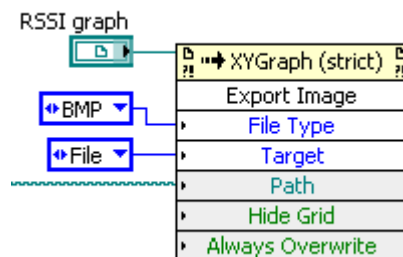 RSSI graph
XYGraph (strict)
Export Image
BMP
File Type
File
Target
Path
Hide Grid
Always Overwrite